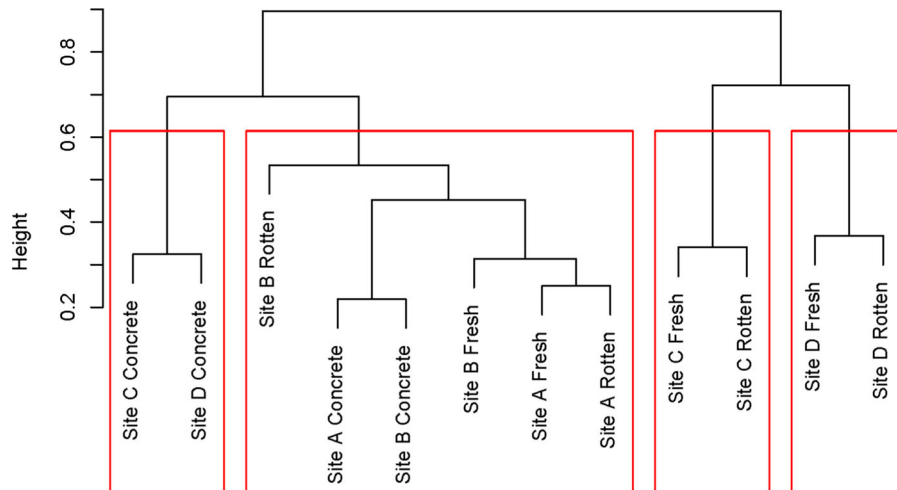 Height
0.8
0.6
0.4
0.2
Site C Concrete
Site D Concrete
Site B Rotten
Site A Concrete
Site B Concrete
Site B Fresh
Site A Fresh
Site A Rotten
Site C Fresh
Site C Rotten
Site D Fresh
Site D Rotten